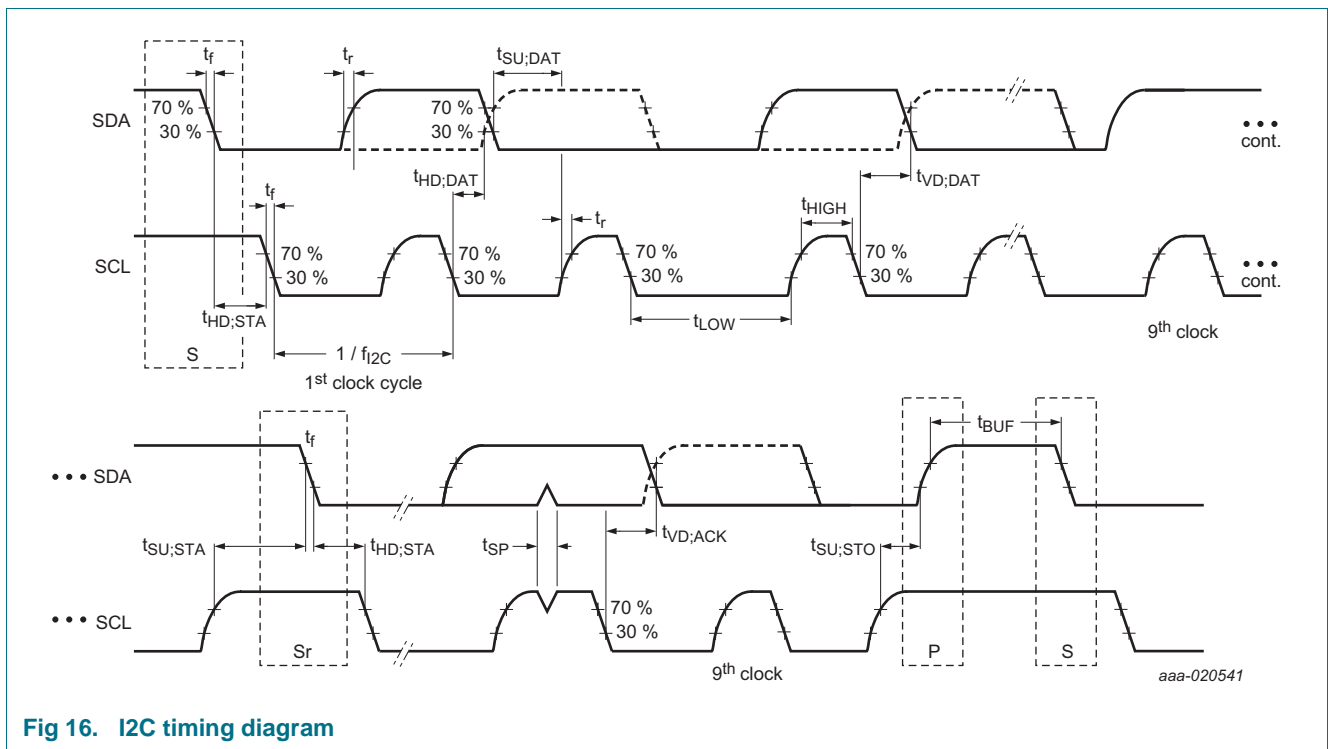 tf tr tSU;DAT
70 % 70 %
SDA
30 % 30 %
cont.
tHD;DAT tVD;DAT
tf tr tHIGH
70 % 70 % 70 %
SCL
30 % 30 % 30 %
cont.
tHD;STA tLOW 9th clock
S 1 / fI2C
1st clock cycle
tf tBUF
SDA
tSU;STA tHD;STA tSP tVD;ACK tSU;STO
70 %
SCL
30 %
Sr 9th clock P S
aaa-020541
Fig 16. I2C timing diagram